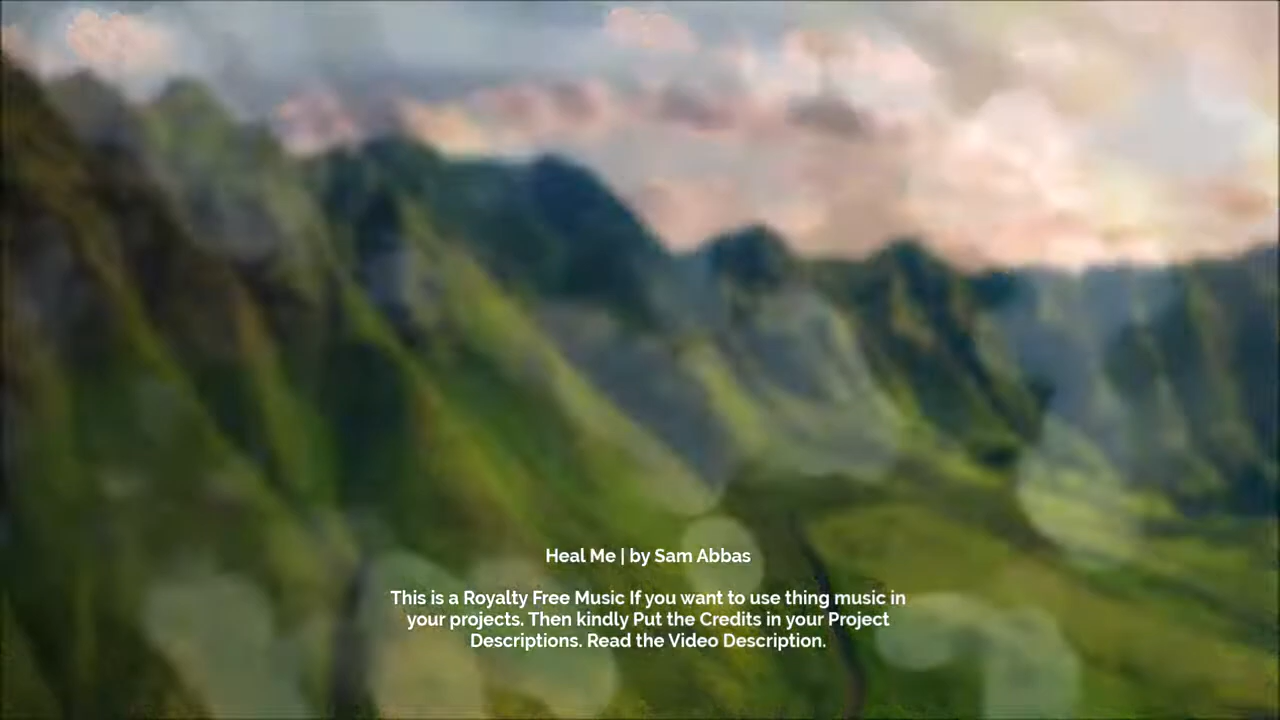 Heal Me | by Sam Abbas
This is a Royalty Free Music If you want to use thing music in
your projects. Then kindly Put the Credits in your Project
Descriptions. Read the Video Description.